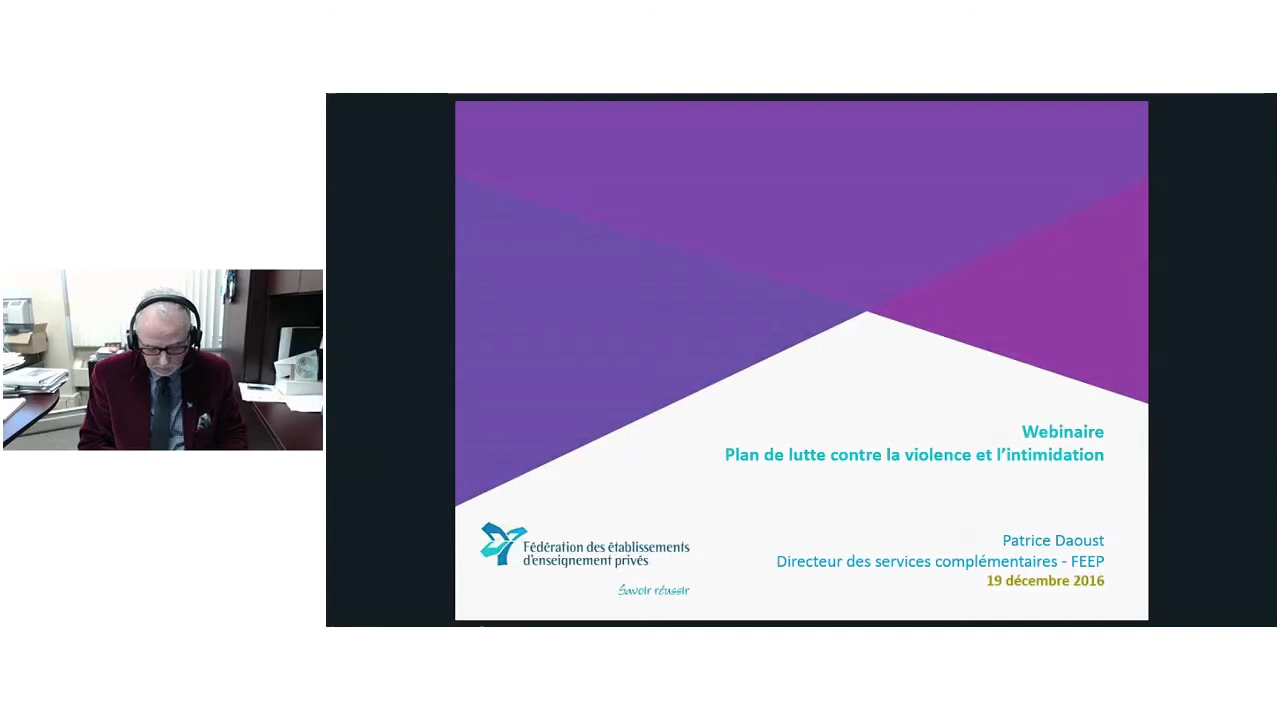 Webinaire
Plan de lutte contre la violence et l'intimidation
Fédération des établissements
d'enseignement privés
Savoir réussir
Patrice Daoust
Directeur des services complémentaires - FEEP
19 décembre 2016